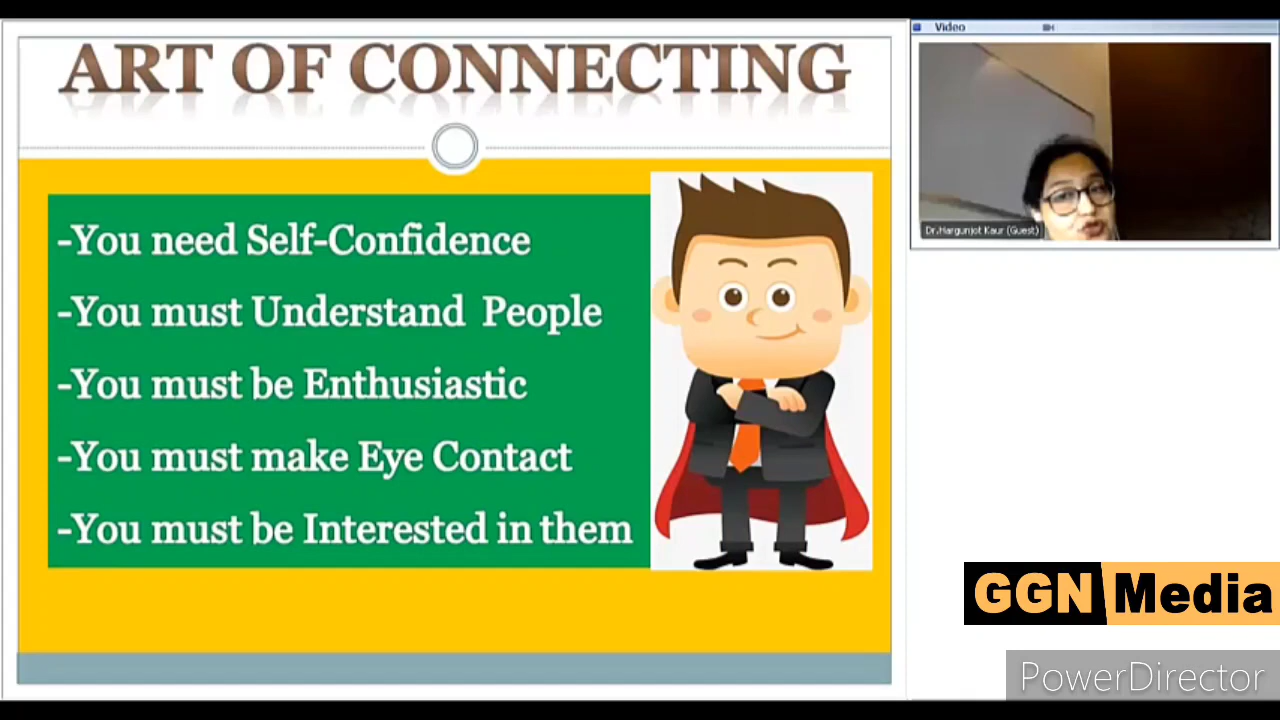 ART OF CONNECTING
-You need Self-Confidence
-You must Understand People
-You must be Enthusiastic
-You must make Eye Contact
-You must be Interested in them
Video
Dr.Hargunjot Kaur (Guest)
GGN Media
PowerDirector